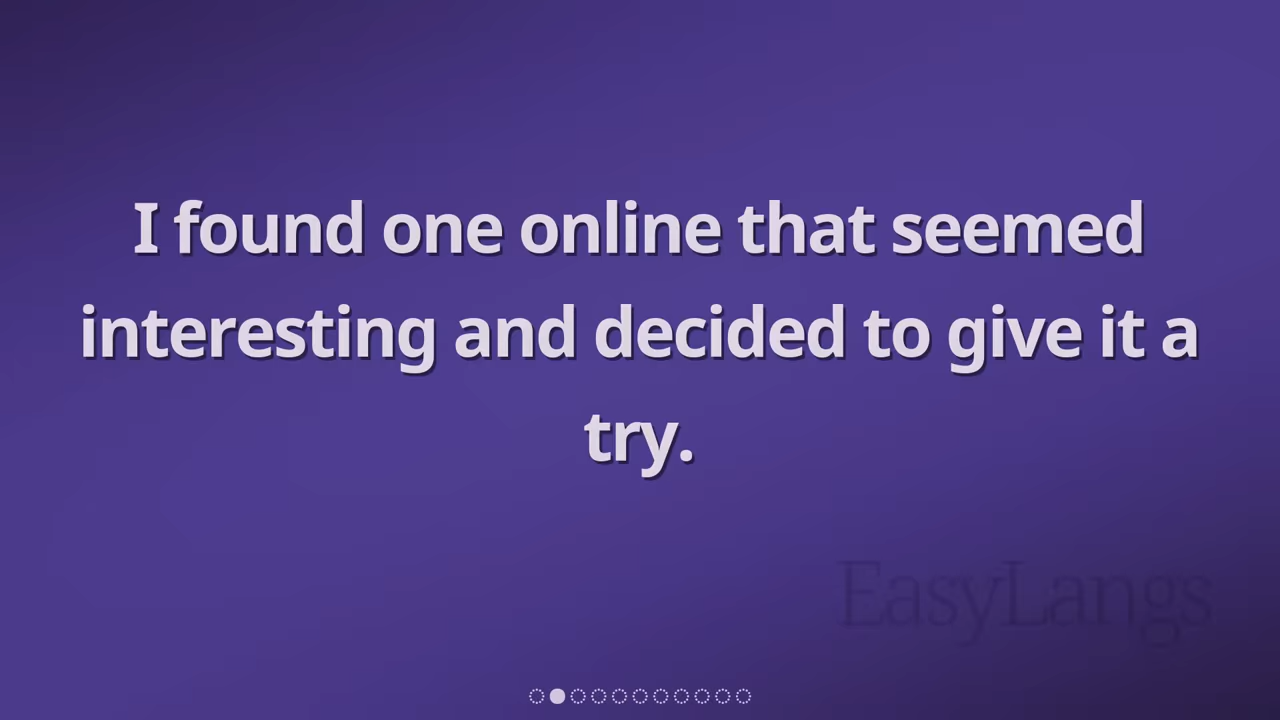 I found one online that seemed
interesting and decided to give it a
try.
EasyLangs